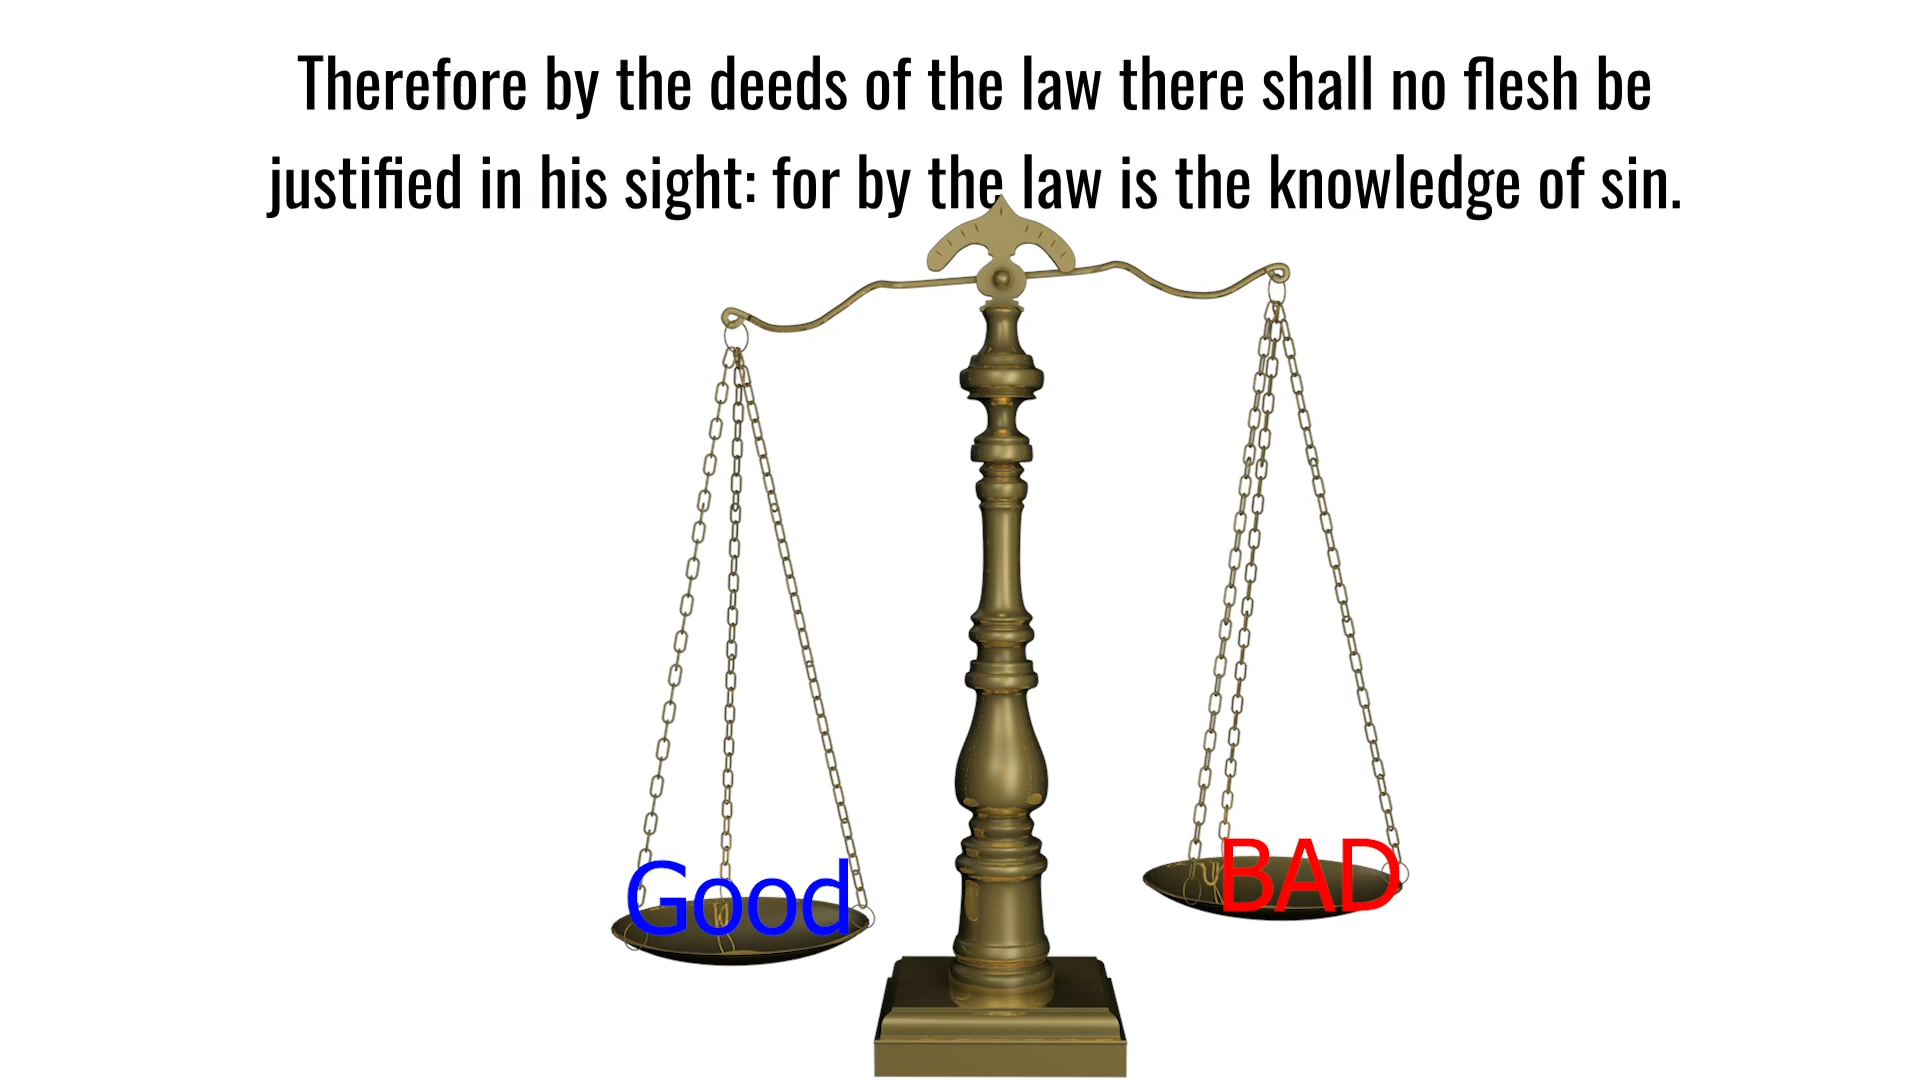 Therefore by the deeds of the law there shall no flesh be
justified in his sight: for by the law is the knowledge of sin.
Good
BAD